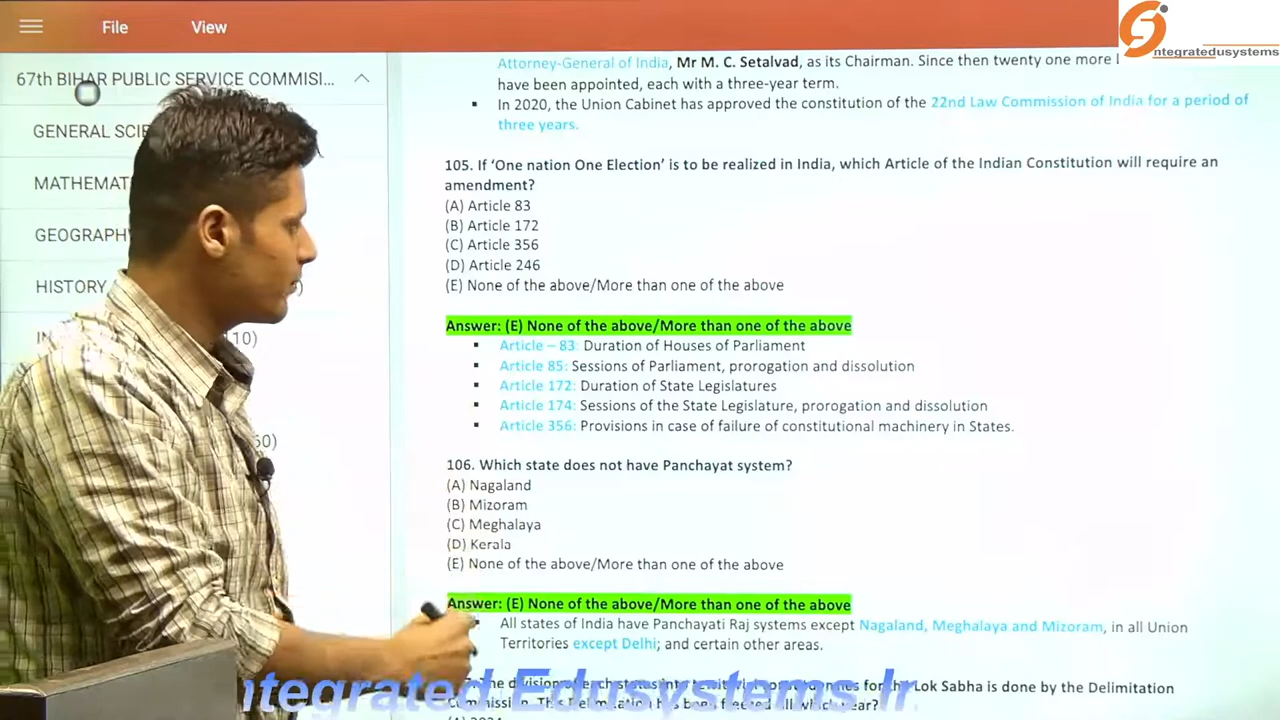 File
View
ntegratedusystems
67th BIHAR PUBLIC SERVICE COMMISI...
GENERAL
MATHEMAT
GEOGRAPHY
HISTORY
Attorney-General of India, Mr M. C. Setalvad, as its Chairman. Since then twenty one more
have been appointed, each with a three-year term.
▪ In 2020, the Union Cabinet has approved the constitution of the 22nd Law Commission of India for a period of
three years.
105. If ‘One nation One Election’ is to be realized in India, which Article of the Indian Constitution will require an
amendment?
(A) Article 83
(B) Article 172
(C) Article 356
(D) Article 246
(E) None of the above/More than one of the above
Answer: (E) None of the above/More than one of the above
▪ Article – 83: Duration of Houses of Parliament
▪ Article 85: Sessions of Parliament, prorogation and dissolution
▪ Article 172: Duration of State Legislatures
▪ Article 174: Sessions of the State Legislature, prorogation and dissolution
▪ Article 356: Provisions in case of failure of constitutional machinery in States.
106. Which state does not have Panchayat system?
(A) Nagaland
(B) Mizoram
(C) Meghalaya
(D) Kerala
(E) None of the above/More than one of the above
Answer: (E) None of the above/More than one of the above
All states of India have Panchayati Raj systems except Nagaland, Meghalaya and Mizoram, in all Union
Territories except Delhi; and certain other areas.
ntegrated Edusystems
Lok Sabha is done by the Delimitation